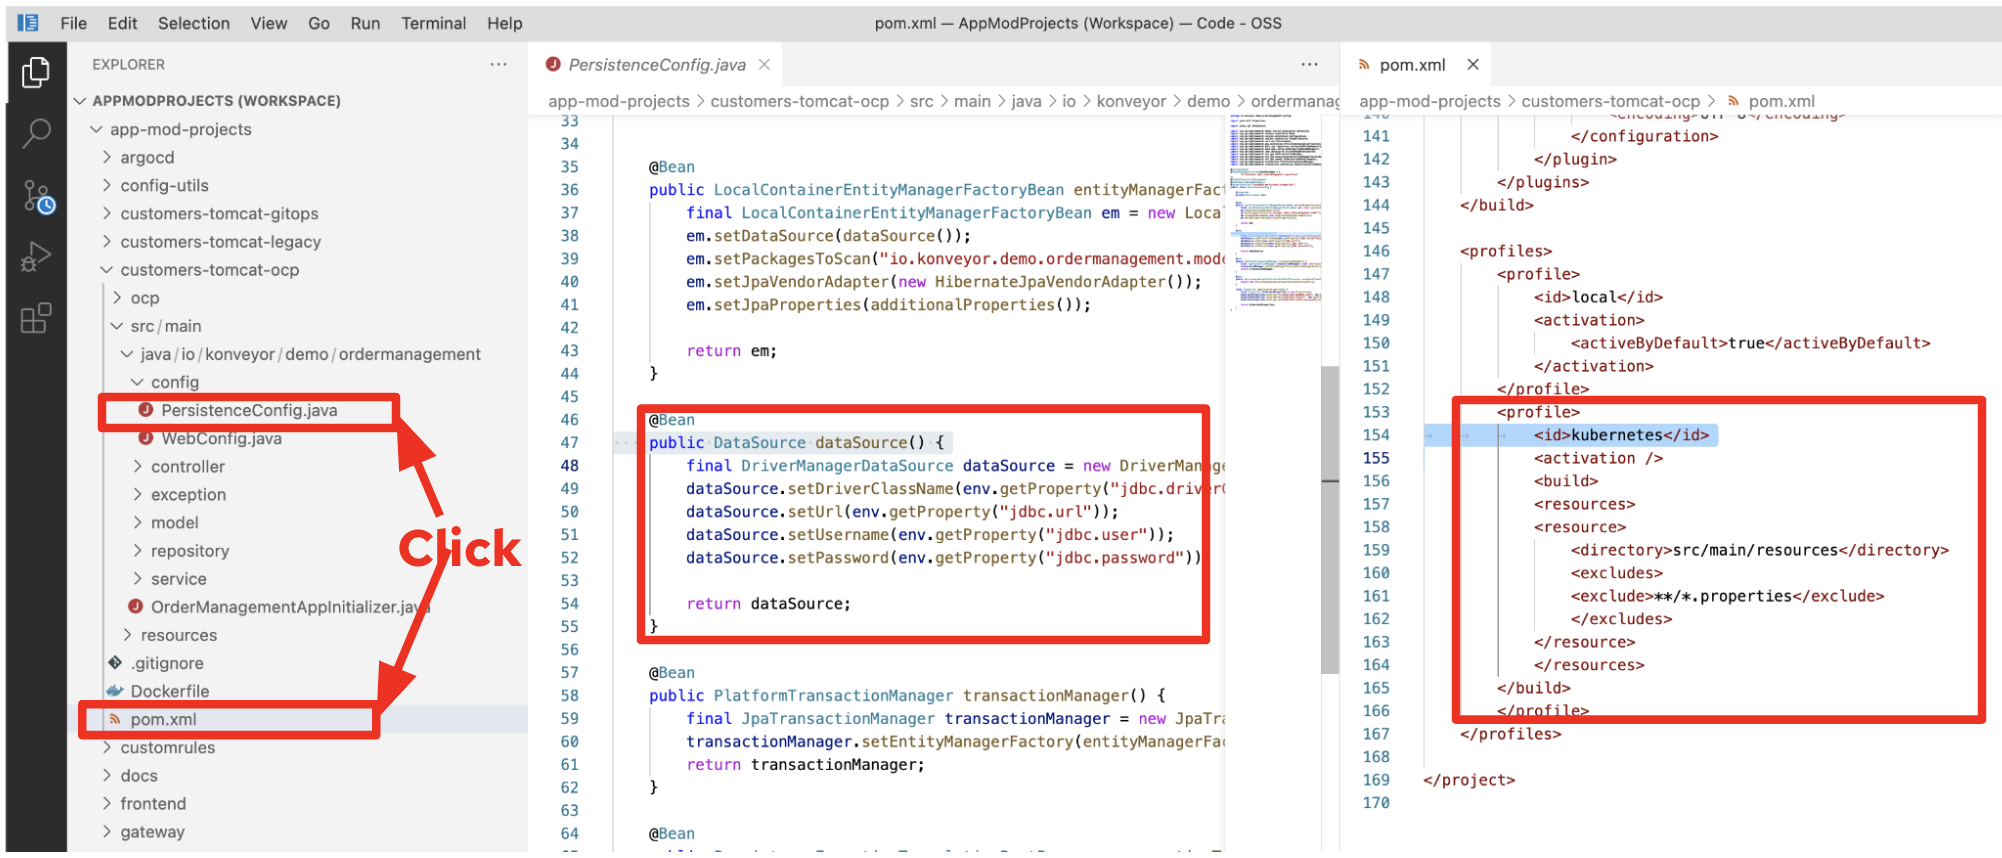 File Edit Selection View Go Run Terminal Help
pom.xml — AppModProjects (Workspace) — Code - OSS
EXPLORER
APPMODPROJECTS (WORKSPACE)
app-mod-projects
argocd
config-utils
customers-tomcat-gitops
customers-tomcat-legacy
customers-tomcat-ocp
ocp
src/main
java/io/konveyor/demo/ordermanagement
config
PersistenceConfig.java
WebConfig.java
controller
exception
model
repository
service
OrderManagementAppInitializer.java
resources
.gitignore
Dockerfile
pom.xml
customrules
docs
frontend
gateway
Click
PersistenceConfig.java
app-mod-projects > customers-tomcat-ocp > src > main > java > io > konveyor > demo > ordermanag
33
34
35 @Bean
36 public LocalContainerEntityManagerFactoryBean entityManagerFac
37 final LocalContainerEntityManagerFactoryBean em = new Loca
38 em.setDataSource(dataSource());
39 em.setPackagesToScan("io.konveyor.demo.ordermanagement.mode
40 em.setJpaVendorAdapter(new HibernateJpaVendorAdapter());
41 em.setJpaProperties(additionalProperties());
42
43 return em;
44 }
45
46 @Bean
47 public DataSource dataSource() {
48 final DriverManagerDataSource dataSource = new DriverManage
49 dataSource.setDriverClassName(env.getProperty("jdbc.driverC
50 dataSource.setUrl(env.getProperty("jdbc.url"));
51 dataSource.setUsername(env.getProperty("jdbc.user"));
52 dataSource.setPassword(env.getProperty("jdbc.password"))
53
54 return dataSource;
55 }
56
57 @Bean
58 public PlatformTransactionManager transactionManager() {
59 final JpaTransactionManager transactionManager = new JpaTra
60 transactionManager.setEntityManagerFactory(entityManagerFac
61 return transactionManager;
62 }
63
64 @Bean
pom.xml
app-mod-projects > customers-tomcat-ocp > pom.xml
140 <encoding>UTF-8</encoding>
141 </configuration>
142 </plugin>
143 </plugins>
144 </build>
145
146 <profiles>
147 <profile>
148 <id>local</id>
149 <activation>
150 <activeByDefault>true</activeByDefault>
151 </activation>
152 </profile>
153 <profile>
154 <id>kubernetes</id>
155 <activation />
156 <build>
157 <resources>
158 <resource>
159 <directory>src/main/resources</directory>
160 <excludes>
161 <exclude>**/*.properties</exclude>
162 </excludes>
163 </resource>
164 </resources>
165 </build>
166 </profile>
167 </profiles>
168
169 </project>
170